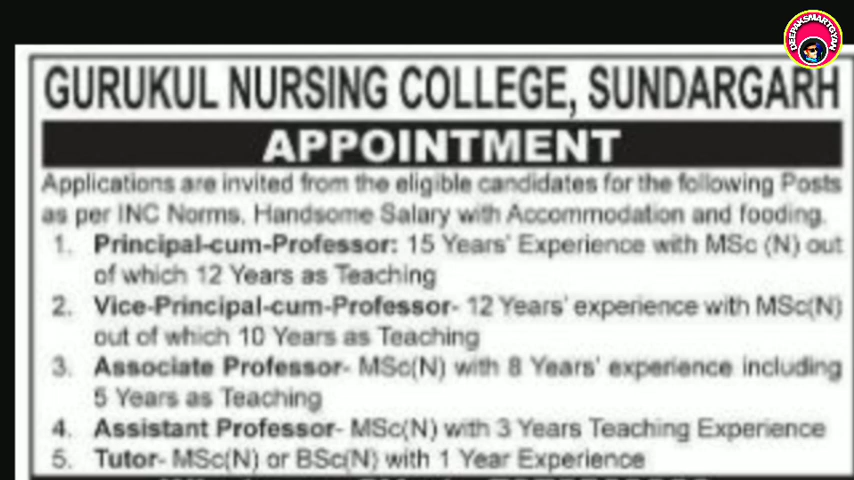 DEEPAKSMARTGYAN
GURUKUL NURSING COLLEGE, SUNDARGARH
APPOINTMENT
Applications are invited from the eligible candidates for the following Posts
as per INC Norms. Handsome Salary with Accommodation and fooding.
1. Principal-cum-Professor: 15 Years' Experience with MSc (N) out
of which 12 Years as Teaching
2. Vice-Principal-cum-Professor- 12 Years' experience with MSc(N)
out of which 10 Years as Teaching
3. Associate Professor- MSc(N) with 8 Years' experience including
5 Years as Teaching
4. Assistant Professor- MSc(N) with 3 Years Teaching Experience
5. Tutor- MSc(N) or BSc(N) with 1 Year Experience